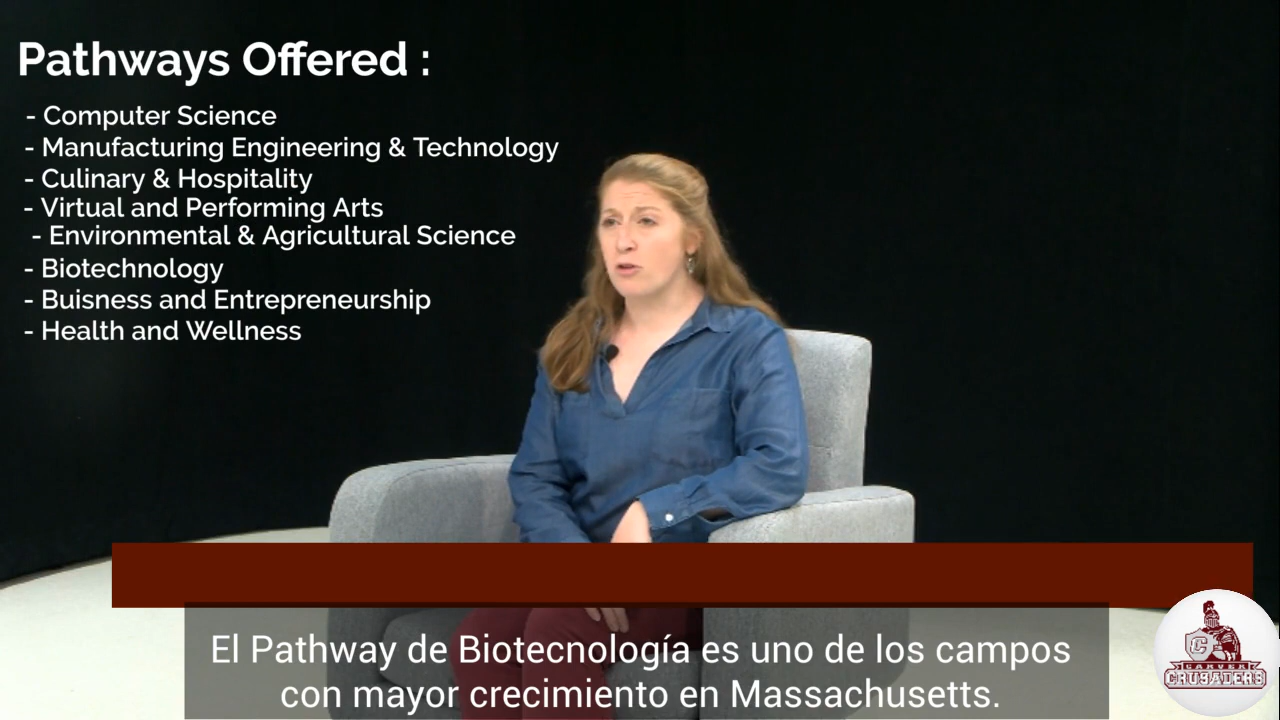 Pathways Offered :
- Computer Science
- Manufacturing Engineering & Technology
- Culinary & Hospitality
- Virtual and Performing Arts
- Environmental & Agricultural Science
- Biotechnology
- Buisness and Entrepreneurship
- Health and Wellness
El Pathway de Biotecnología es uno de los campos
con mayor crecimiento en Massachusetts.
C
CARVER
CRUSADERS